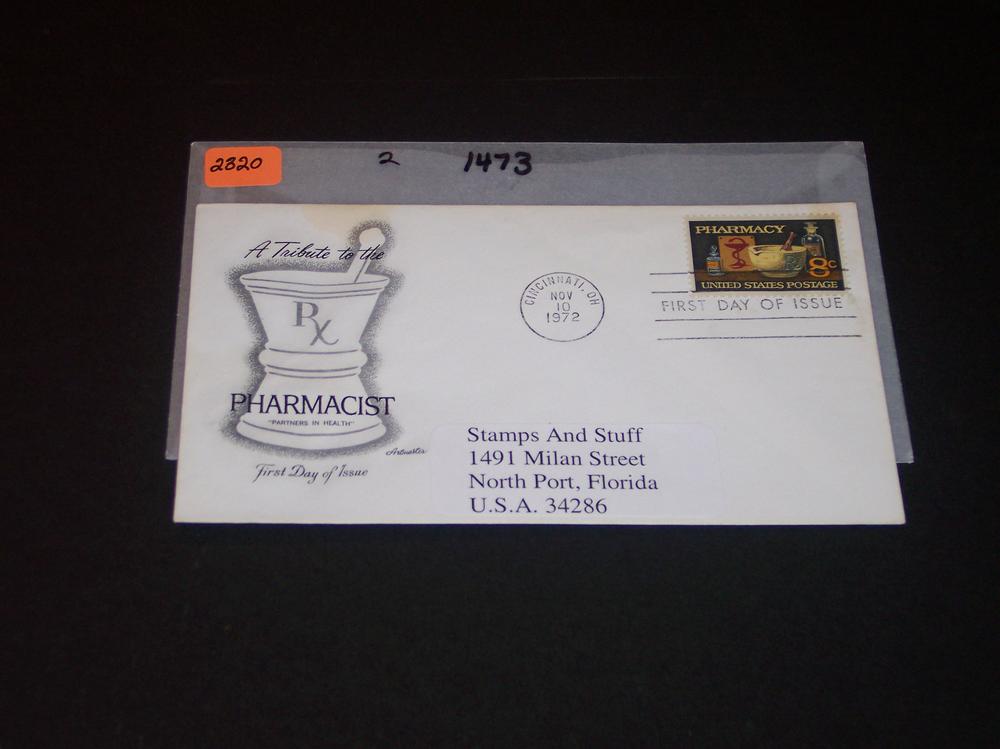 2320
2
1473
A Tribute to the
Rx
PHARMACIST
"PARTNERS IN HEALTH"
Artmaster
First Day of Issue
CINCINNATI, OH
NOV
10
1972
PHARMACY
8c
UNITED STATES POSTAGE
FIRST DAY OF ISSUE
Stamps And Stuff
1491 Milan Street
North Port, Florida
U.S.A. 34286